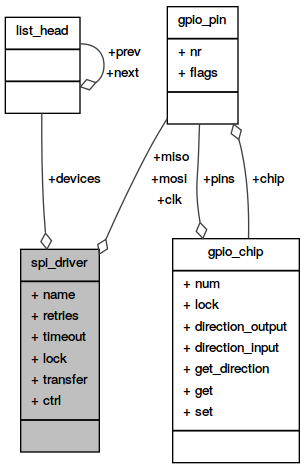 list_head
+prev
+next
gpio_pin
+ nr
+ flags
+devices
+miso
+mosi
+clk
+pins
+chip
spi_driver
+ name
+ retries
+ timeout
+ lock
+ transfer
+ ctrl
gpio_chip
+ num
+ lock
+ direction_output
+ direction_input
+ get_direction
+ get
+ set